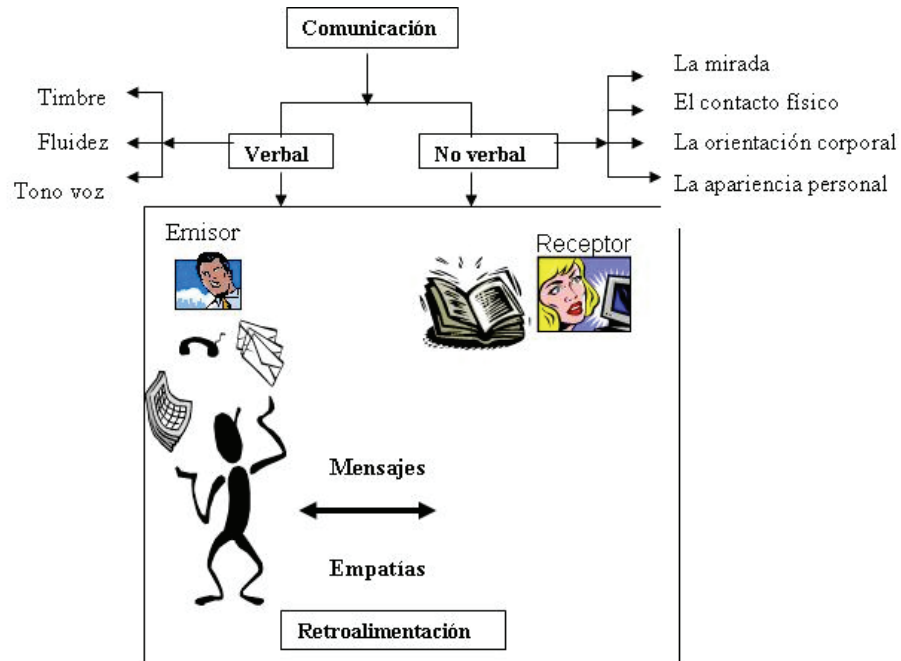 Comunicación
Timbre
Fluidez
Tono voz
Verbal
No verbal
La mirada
El contacto físico
La orientación corporal
La apariencia personal
Emisor
Receptor
Mensajes
Empatías
Retroalimentación